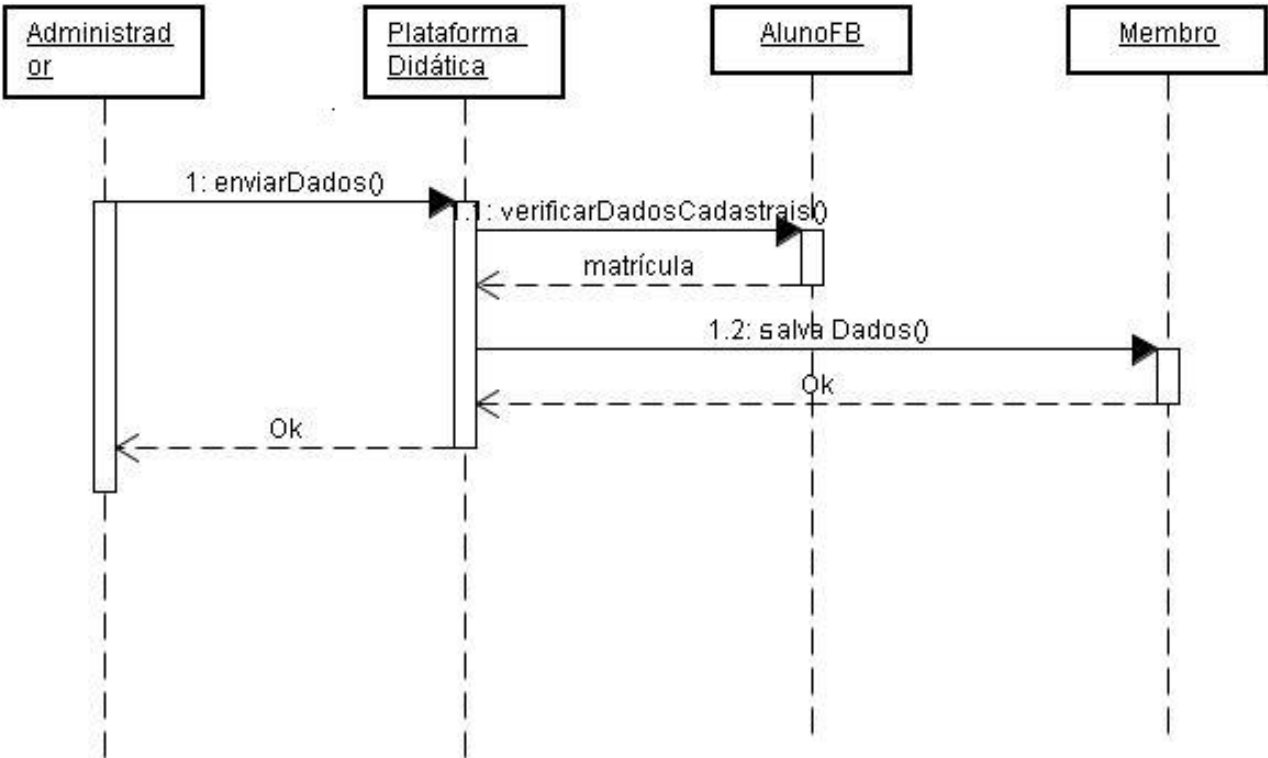 Administrad
or
Plataforma
Didática
AlunoFB
Membro
1: enviarDados()
1.1: verificarDadosCadastrais()
matrícula
1.2: salva Dados()
Ok
Ok